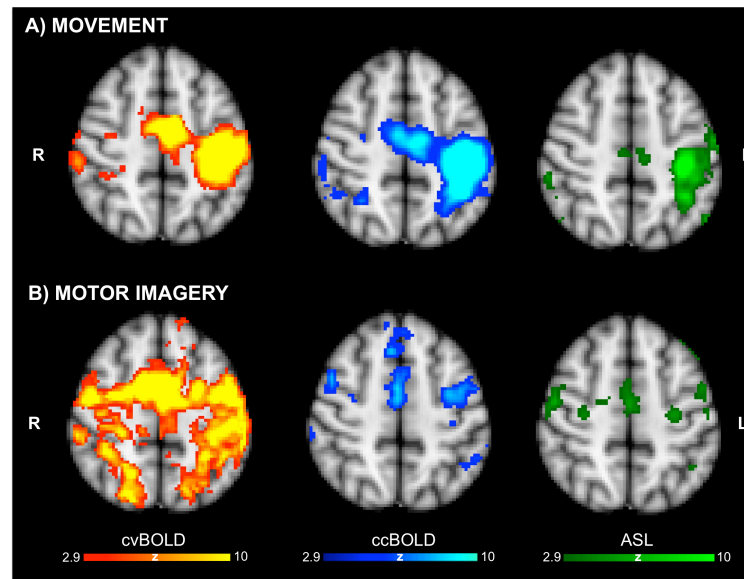 A) MOVEMENT
R
B) MOTOR IMAGERY
R L
cvBOLD ccBOLD ASL
2.9 z 10 2.9 z 10 2.9 z 10